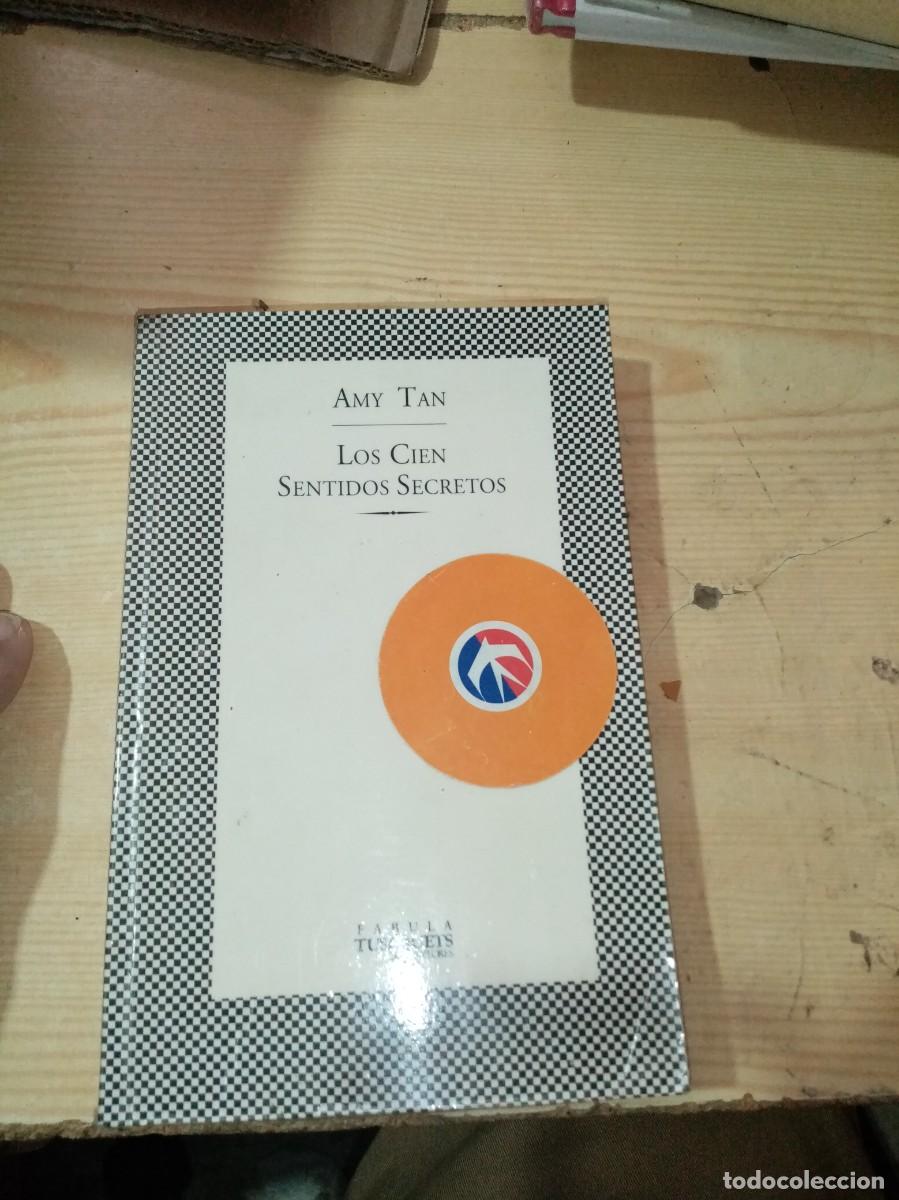 AMY TAN
LOS CIEN
SENTIDOS SECRETOS
FABULA
todocoleccion